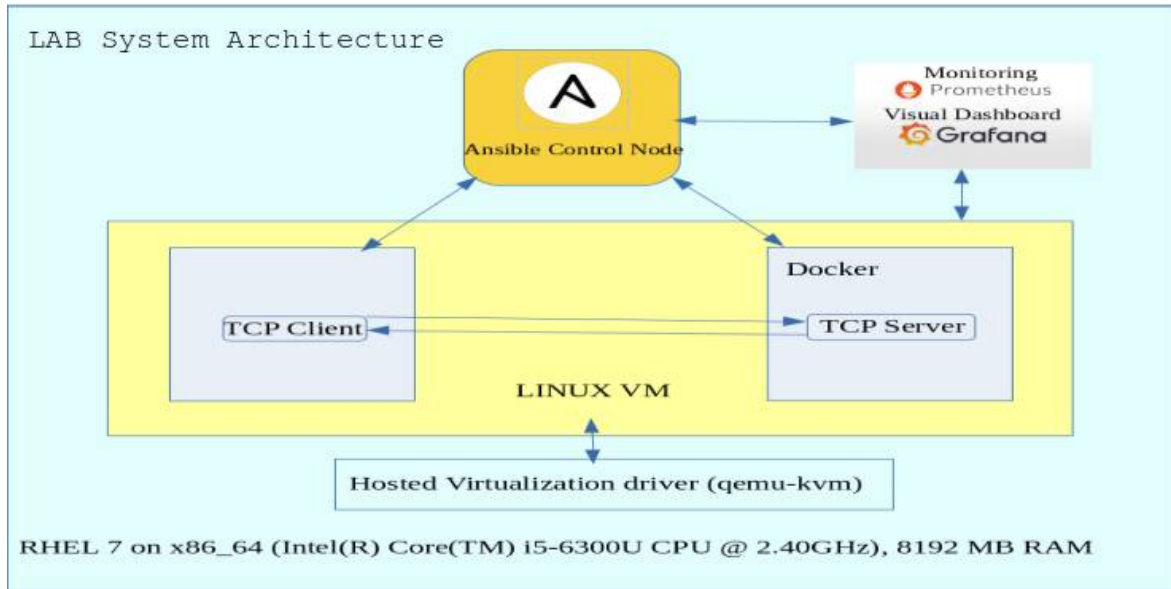 LAB System Architecture
Ansible Control Node
Monitoring
Prometheus
Visual Dashboard
Grafana
Docker
TCP Client
TCP Server
LINUX VM
Hosted Virtualization driver (qemu-kvm)
RHEL 7 on x86_64 (Intel(R) Core(TM) i5-6300U CPU @ 2.40GHz), 8192 MB RAM